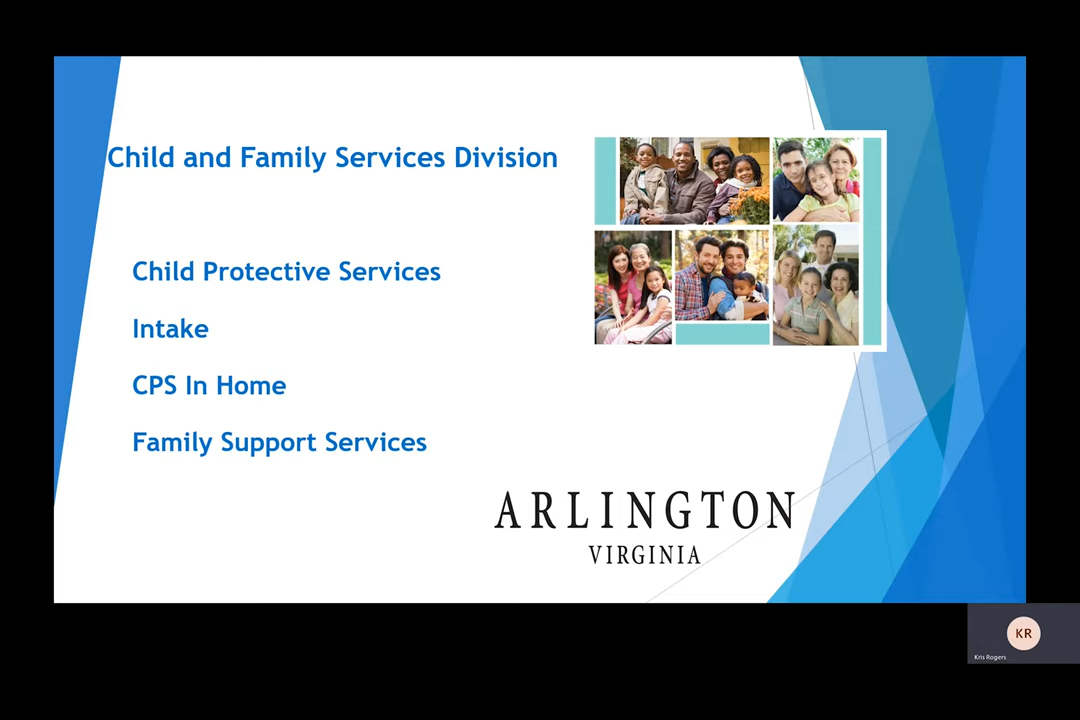 Child and Family Services Division
Child Protective Services
Intake
CPS In Home
Family Support Services
ARLINGTON
VIRGINIA
KR
Kris Rogers